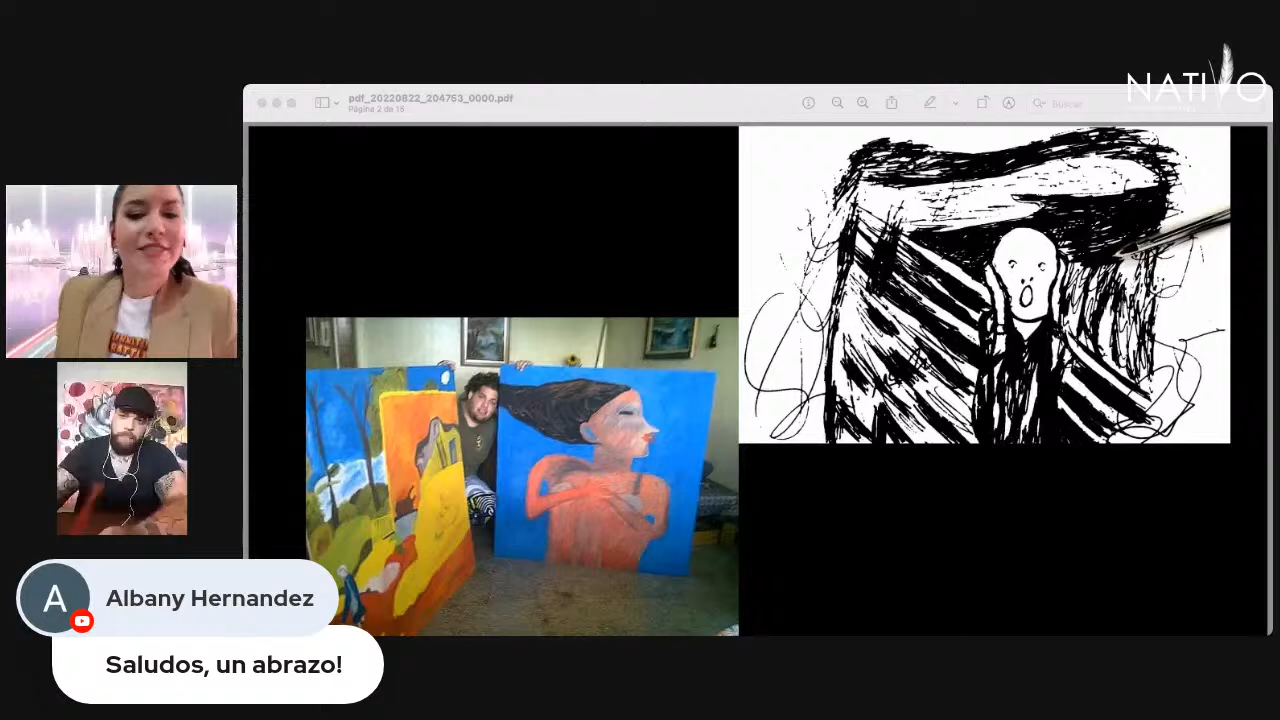 NATIVO
pdf_20220822_204753_0000.pdf
Página 2 de 15
Buscar
A
Albany Hernandez
Saludos, un abrazo!